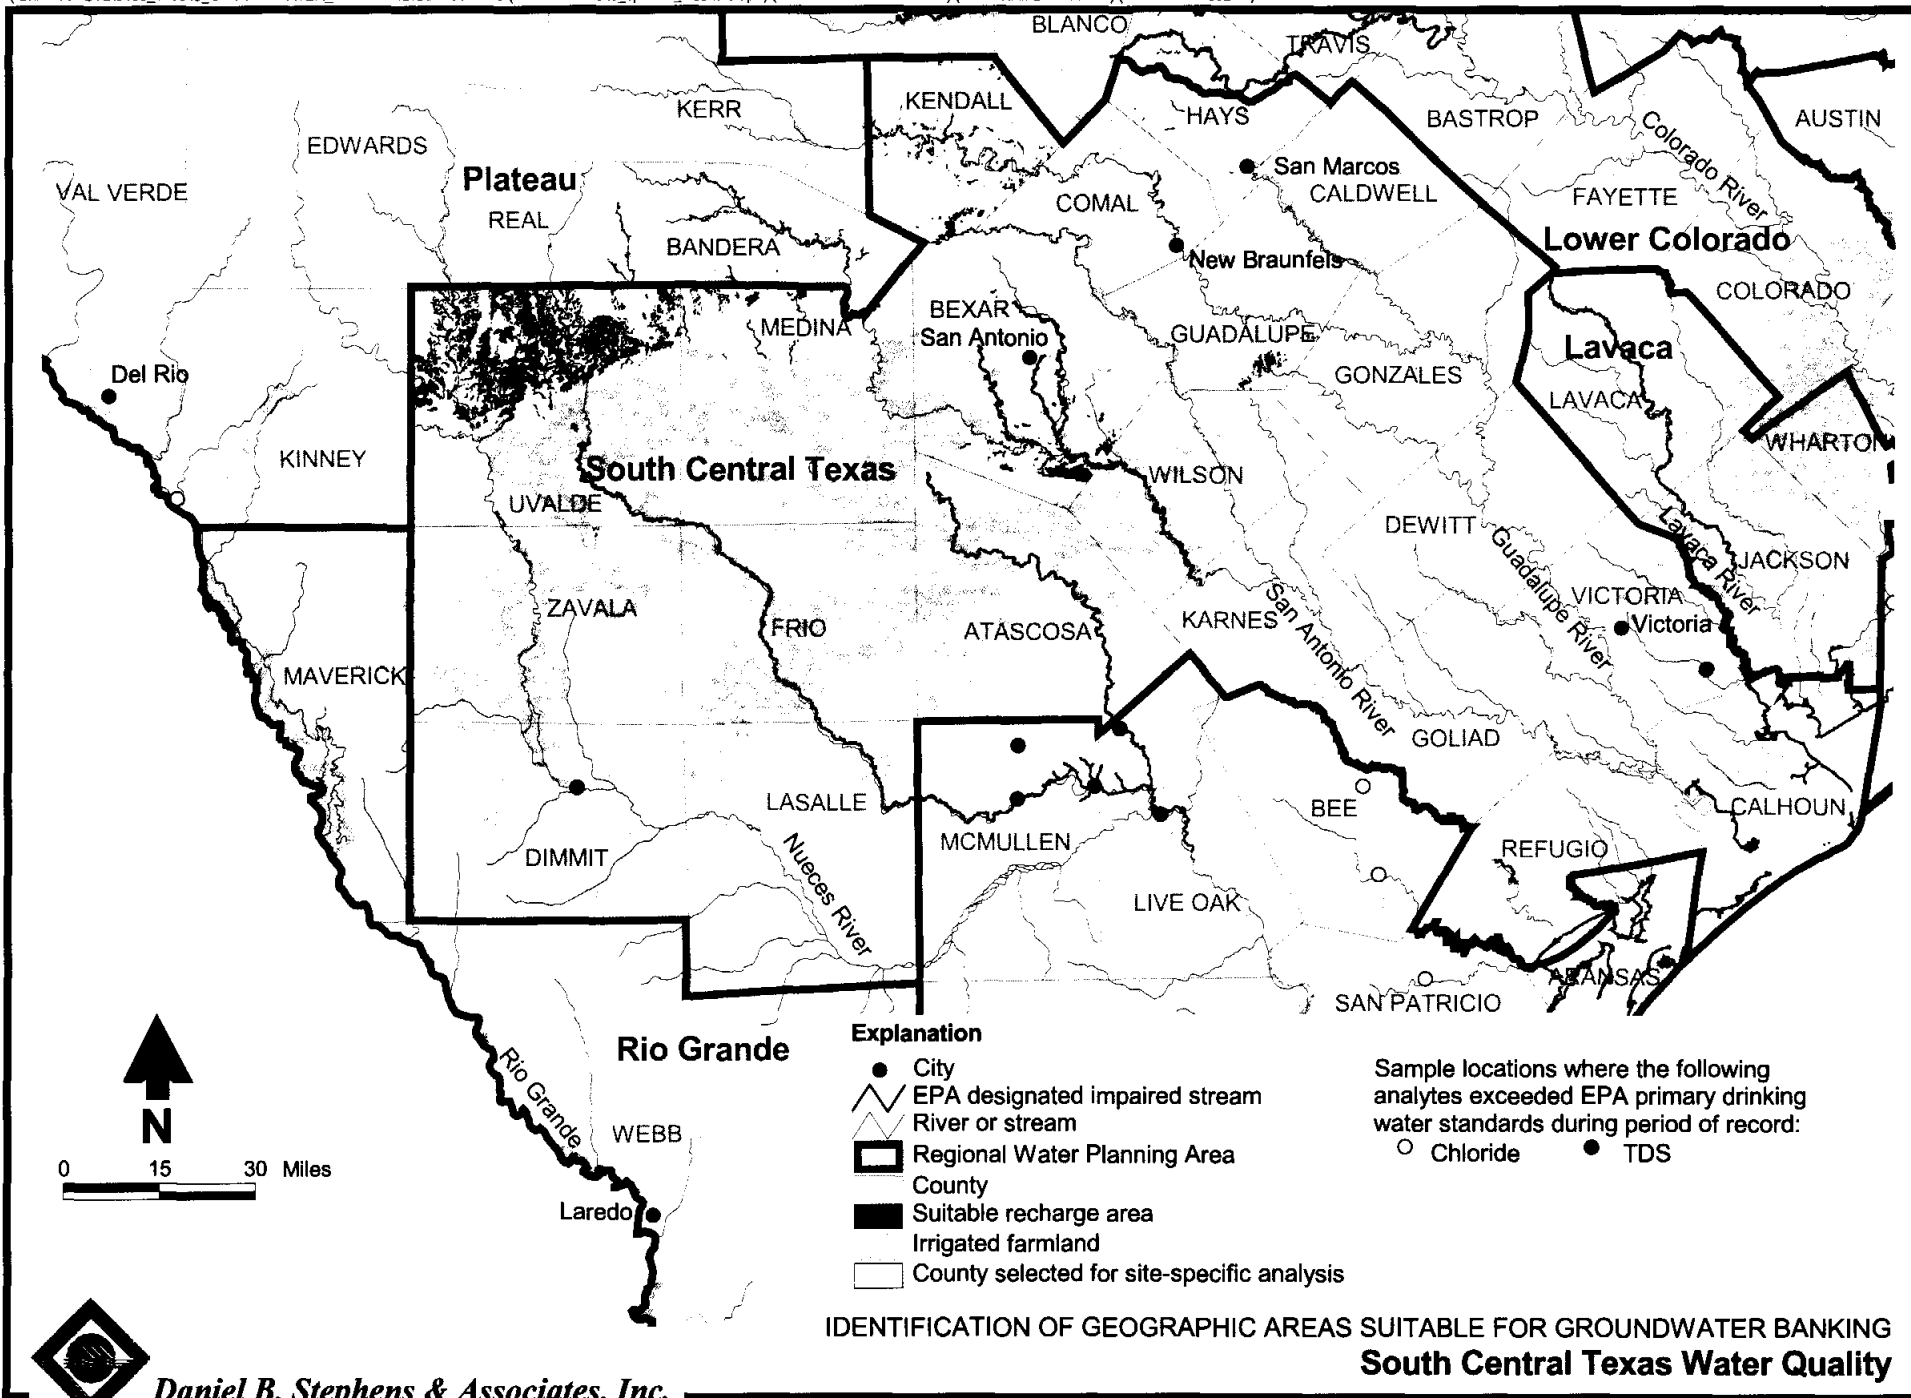 BLANCO
TRAVIS
KERR
KENDALL
HAYS
BASTROP
AUSTIN
EDWARDS
Colorado River
VAL VERDE
Plateau
San Marcos
REAL
COMAL
CALDWELL
FAYETTE
BANDERA
Lower Colorado
New Braunfels
COLORADO
BEXAR
MEDINA
San Antonio
GUADALUPE
Lavaca
Del Rio
GONZALES
LAVACA
WHARTON
KINNEY
South Central Texas
WILSON
UVALDE
DEWITT
Lavaca River
Guadalupe River
JACKSON
ZAVALA
VICTORIA
FRIO
ATASCOSA
KARNES
San Antonio River
Victoria
MAVERICK
GOLIAD
LASALLE
BEE
CALHOUN
MCMULLEN
REFUGIO
DIMMIT
Nueces River
LIVE OAK
ARANSAS
SAN PATRICIO
Rio Grande
Rio Grande
WEBB
Laredo
N
0 15 30 Miles
Explanation
City
EPA designated impaired stream
River or stream
Regional Water Planning Area
County
Suitable recharge area
Irrigated farmland
County selected for site-specific analysis
Sample locations where the following
analytes exceeded EPA primary drinking
water standards during period of record:
Chloride TDS
IDENTIFICATION OF GEOGRAPHIC AREAS SUITABLE FOR GROUNDWATER BANKING
South Central Texas Water Quality
Daniel B. Stephens & Associates, Inc.